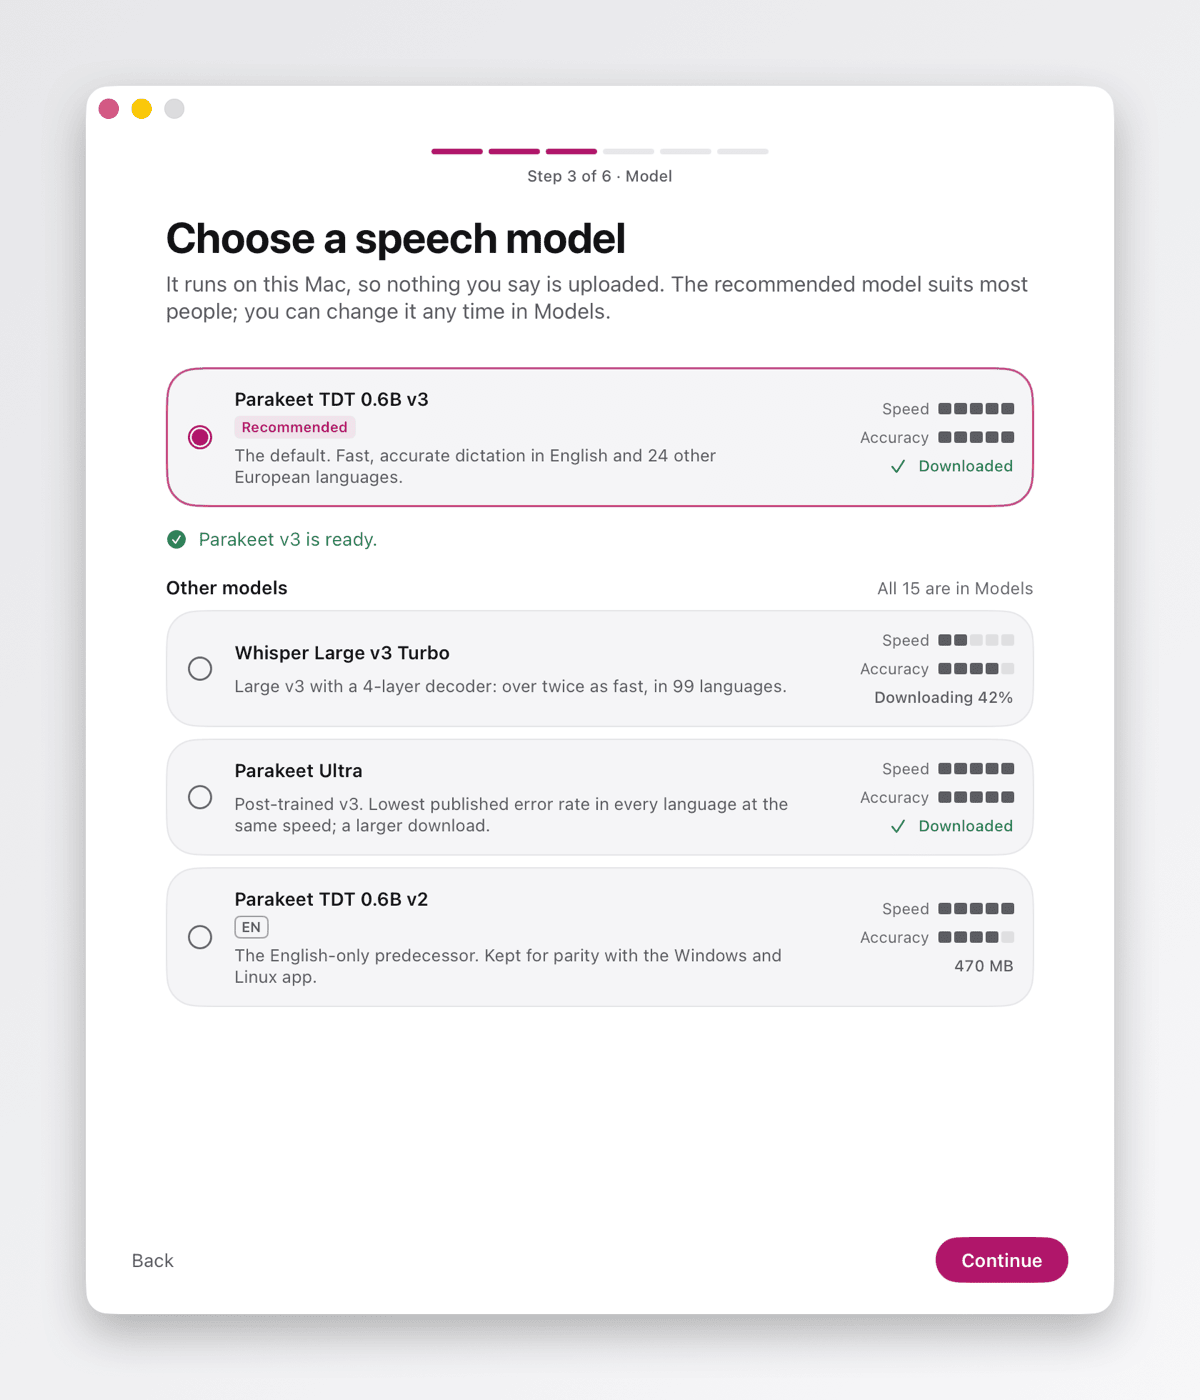 Step 3 of 6 · Model
Choose a speech model
It runs on this Mac, so nothing you say is uploaded. The recommended model suits most
people; you can change it any time in Models.
Parakeet TDT 0.6B v3
Recommended
The default. Fast, accurate dictation in English and 24 other
European languages.
Speed
Accuracy
Downloaded
Parakeet v3 is ready.
Other models
All 15 are in Models
Whisper Large v3 Turbo
Large v3 with a 4-layer decoder: over twice as fast, in 99 languages.
Speed
Accuracy
Downloading 42%
Parakeet Ultra
Post-trained v3. Lowest published error rate in every language at the
same speed; a larger download.
Speed
Accuracy
Downloaded
Parakeet TDT 0.6B v2
EN
The English-only predecessor. Kept for parity with the Windows and
Linux app.
Speed
Accuracy
470 MB
Back
Continue